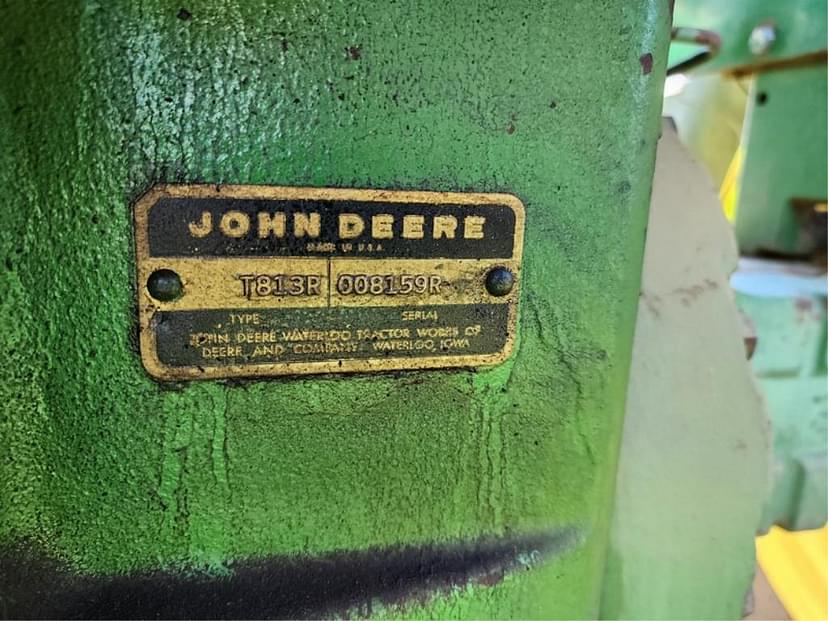 JOHN DEERE
MADE IN U.S.A.
T813R 008159R
TYPE SERIAL NO.
JOHN DEERE WATERLOO TRACTOR WORKS OF
DEERE AND COMPANY WATERLOO, IOWA